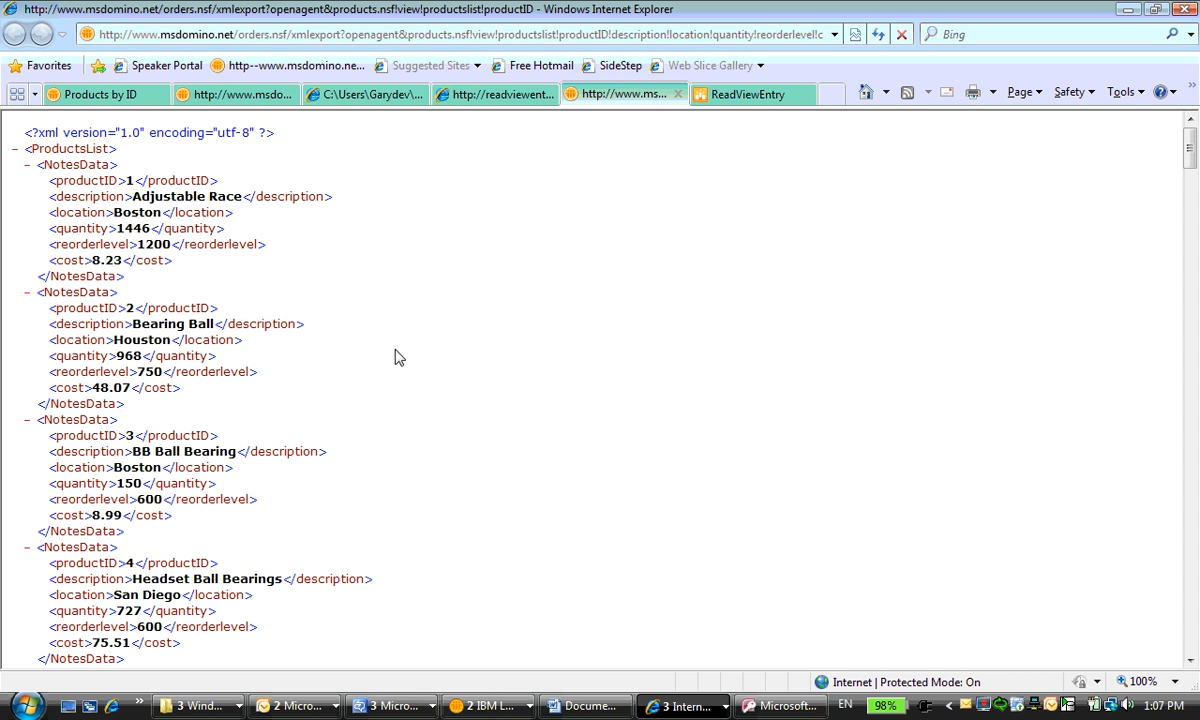 http://www.msdomino.net/orders.nsf/xmlexport?openagent&products.nsf!view!productslist!productID - Windows Internet Explorer
http://www.msdomino.net/orders.nsf/xmlexport?openagent&products.nsf!view!productslist!productID!description!location!quantity!reorderlevel!c
Bing
Favorites Speaker Portal http--www.msdomino.ne... Suggested Sites Free Hotmail SideStep Web Slice Gallery
Products by ID http://www.msdo... C:\Users\Garydev\... http://readviewent... http://www.ms... ReadViewEntry Page Safety Tools
<?xml version="1.0" encoding="utf-8" ?>
- <ProductsList>
- <NotesData>
<productID>1</productID>
<description>Adjustable Race</description>
<location>Boston</location>
<quantity>1446</quantity>
<reorderlevel>1200</reorderlevel>
<cost>8.23</cost>
</NotesData>
- <NotesData>
<productID>2</productID>
<description>Bearing Ball</description>
<location>Houston</location>
<quantity>968</quantity>
<reorderlevel>750</reorderlevel>
<cost>48.07</cost>
</NotesData>
- <NotesData>
<productID>3</productID>
<description>BB Ball Bearing</description>
<location>Boston</location>
<quantity>150</quantity>
<reorderlevel>600</reorderlevel>
<cost>8.99</cost>
</NotesData>
- <NotesData>
<productID>4</productID>
<description>Headset Ball Bearings</description>
<location>San Diego</location>
<quantity>727</quantity>
<reorderlevel>600</reorderlevel>
<cost>75.51</cost>
</NotesData>
Internet | Protected Mode: On 100%
3 Wind... 2 Micro... 3 Micro... 2 IBM L... Docume... 3 Intern... Microsof... EN 98% 1:07 PM